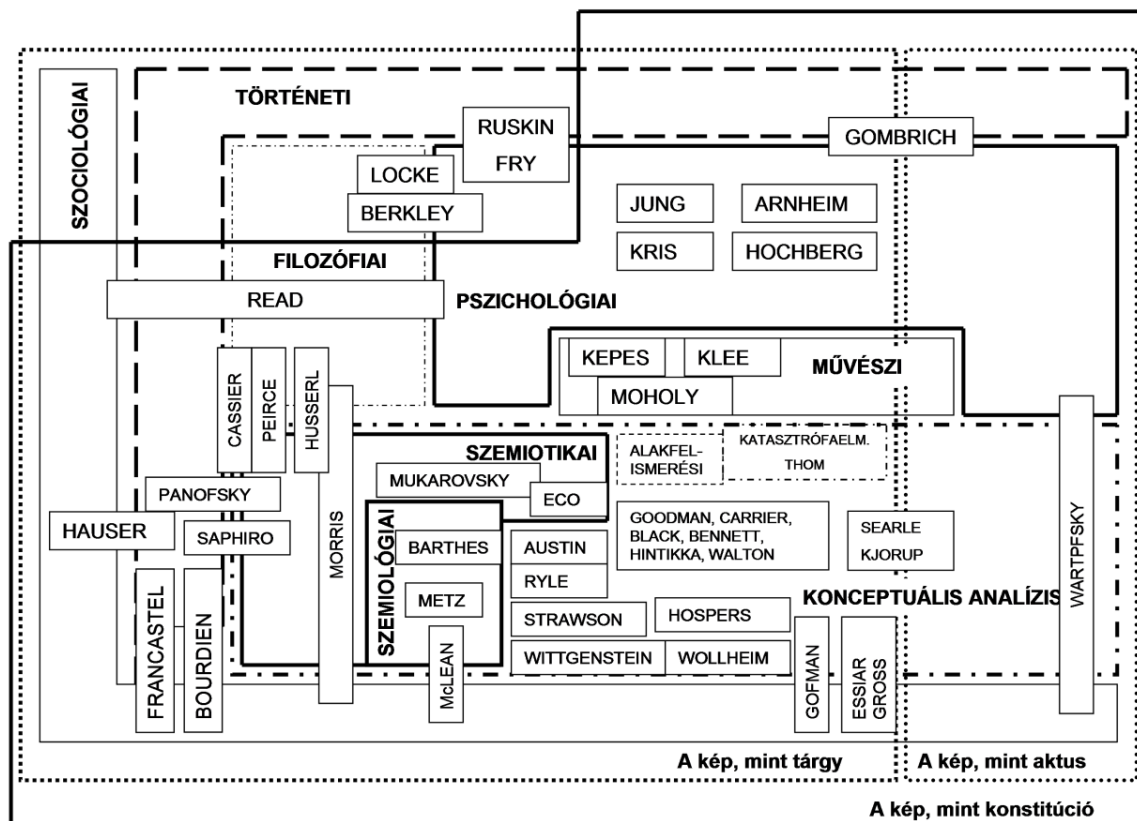 TÖRTÉNETI
SZOCIOLÓGIAI
RUSKIN
FRY
GOMBRICH
LOCKE
BERKLEY
JUNG
ARNHEIM
KRIS
HOCHBERG
FILOZÓFIAI
READ
PSZICHOLÓGIAI
KEPES
KLEE
MŰVÉSZI
MOHOLY
CASSIER
PEIRCE
HUSSERL
MORRIS
SZEMIOTIKAI
ALAKFEL-
ISMERÉSI
KATASZTRÓFAELM.
THOM
MUKAROVSKY
ECO
PANOFSKY
HAUSER
SAPHIRO
SZEMIOLÓGIAI
BARTHES
METZ
McLEAN
AUSTIN
RYLE
STRAWSON
WITTGENSTEIN
GOODMAN, CARRIER,
BLACK, BENNETT,
HINTIKKA, WALTON
SEARLE
KJORUP
KONCEPTUÁLIS ANALÍZIS
HOSPERS
WOLLHEIM
WARTPFSKY
FRANCASTEL
BOURDIEN
GOFMAN
ESSIAR
GROSS
A kép, mint tárgy
A kép, mint aktus
A kép, mint konstitúció